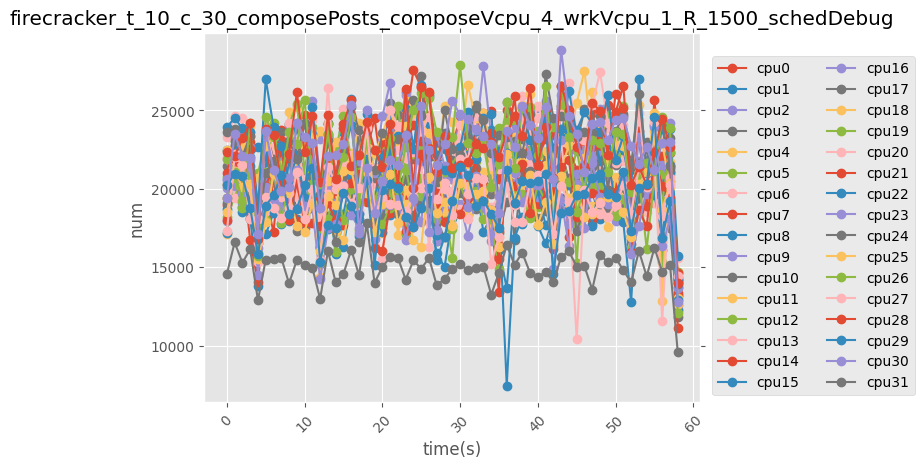 firecracker_t_10_c_30_composePosts_composeVcpu_4_wrkVcpu_1_R_1500_schedDebug
num
25000
20000
15000
10000
0
10
20
30
40
50
60
time(s)
cpu0
cpu1
cpu2
cpu3
cpu4
cpu5
cpu6
cpu7
cpu8
cpu9
cpu10
cpu11
cpu12
cpu13
cpu14
cpu15
cpu16
cpu17
cpu18
cpu19
cpu20
cpu21
cpu22
cpu23
cpu24
cpu25
cpu26
cpu27
cpu28
cpu29
cpu30
cpu31